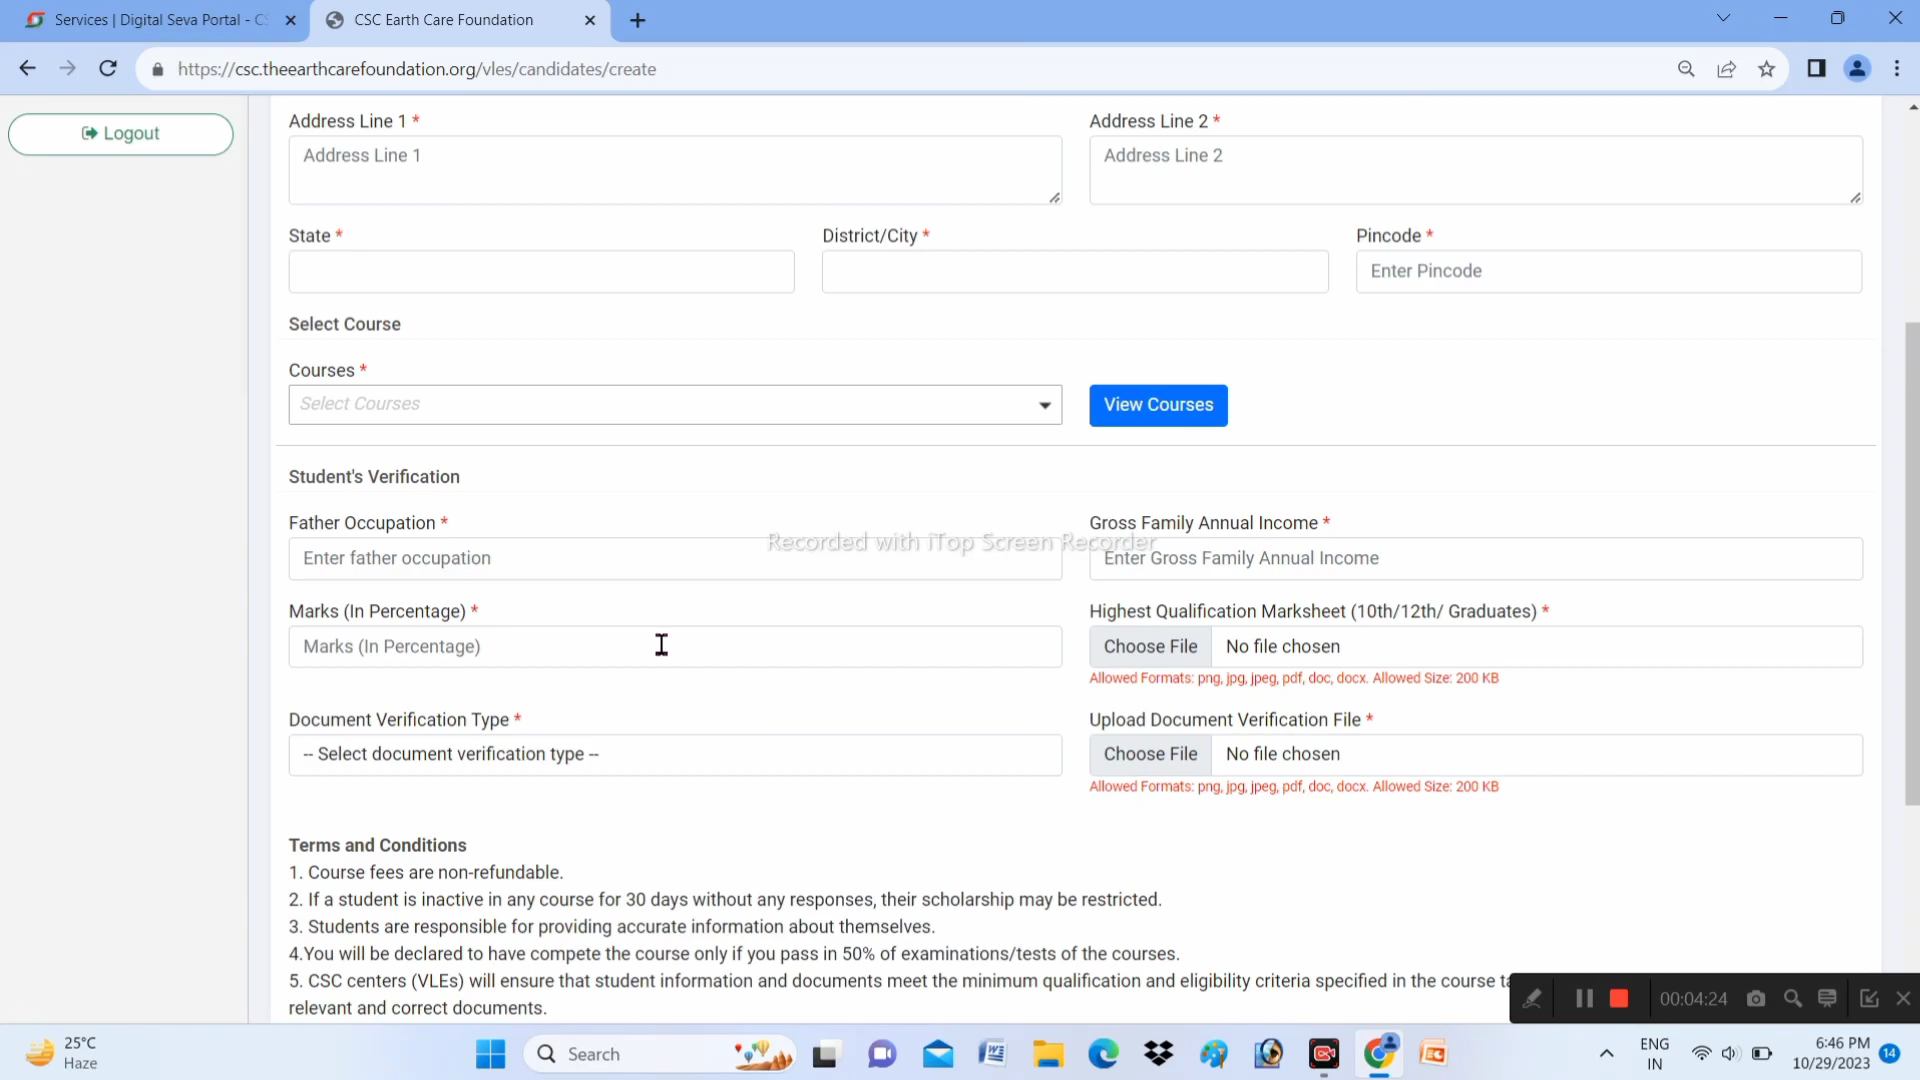 Services | Digital Seva Portal - CS
CSC Earth Care Foundation
https://csc.theearthcarefoundation.org/vles/candidates/create
Logout
Address Line 1 *
Address Line 2 *
Address Line 1
Address Line 2
State *
District/City *
Pincode *
Enter Pincode
Select Course
Courses *
Select Courses
View Courses
Student's Verification
Father Occupation *
Gross Family Annual Income *
Recorded with iTop Screen Recorder
Enter father occupation
Enter Gross Family Annual Income
Marks (In Percentage) *
Highest Qualification Marksheet (10th/12th/ Graduates) *
Marks (In Percentage)
Choose File No file chosen
Allowed Formats: png, jpg, jpeg, pdf, doc, docx. Allowed Size: 200 KB
Document Verification Type *
Upload Document Verification File *
-- Select document verification type --
Choose File No file chosen
Allowed Formats: png, jpg, jpeg, pdf, doc, docx. Allowed Size: 200 KB
Terms and Conditions
1. Course fees are non-refundable.
2. If a student is inactive in any course for 30 days without any responses, their scholarship may be restricted.
3. Students are responsible for providing accurate information about themselves.
4.You will be declared to have compete the course only if you pass in 50% of examinations/tests of the courses.
5. CSC centers (VLEs) will ensure that student information and documents meet the minimum qualification and eligibility criteria specified in the course
relevant and correct documents.
00:04:24
25°C
Haze
Search
ENG
IN
6:46 PM
10/29/2023
14